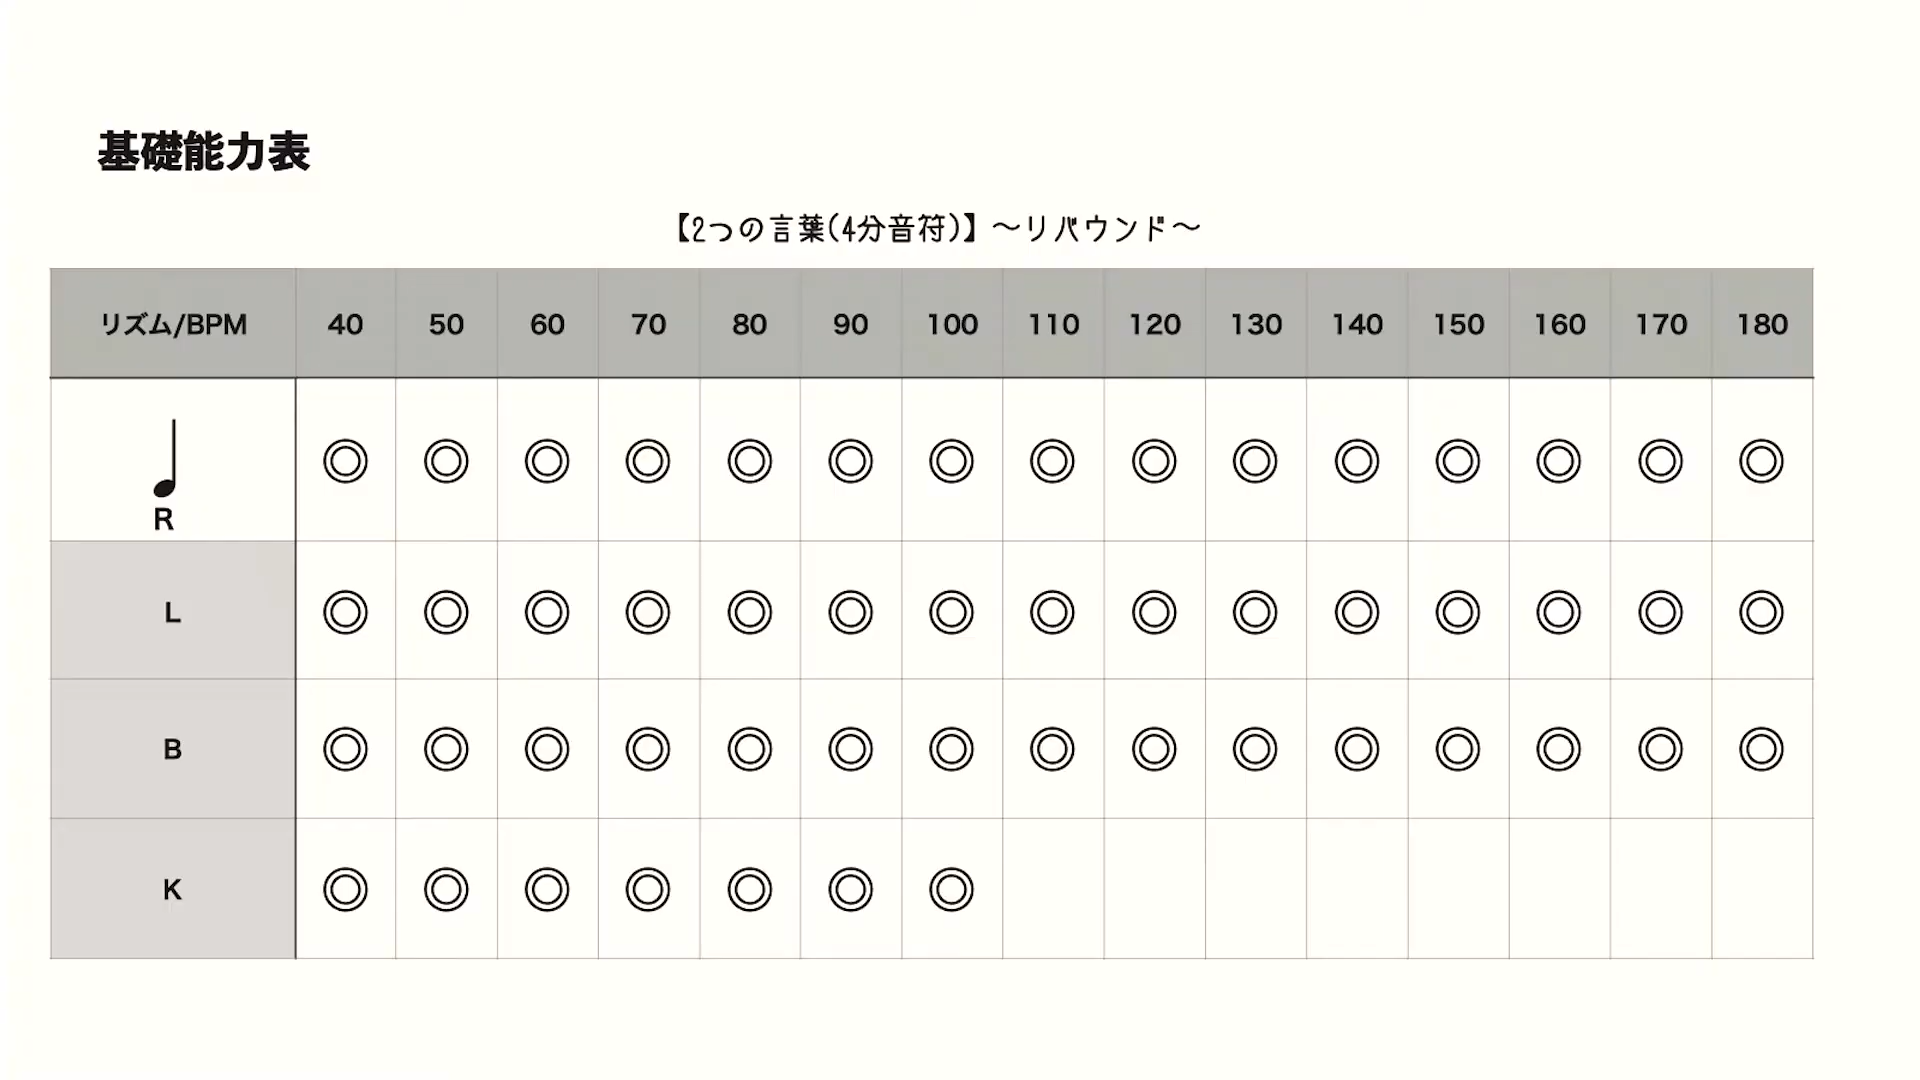 基礎能力表
【2つの言葉(4分音符)】〜リバウンド〜
リズム/BPM 40 50 60 70 80 90 100 110 120 130 140 150 160 170 180
R ◎ ◎ ◎ ◎ ◎ ◎ ◎ ◎ ◎ ◎ ◎ ◎ ◎ ◎ ◎
L ◎ ◎ ◎ ◎ ◎ ◎ ◎ ◎ ◎ ◎ ◎ ◎ ◎ ◎ ◎
B ◎ ◎ ◎ ◎ ◎ ◎ ◎ ◎ ◎ ◎ ◎ ◎ ◎ ◎ ◎
K ◎ ◎ ◎ ◎ ◎ ◎ ◎